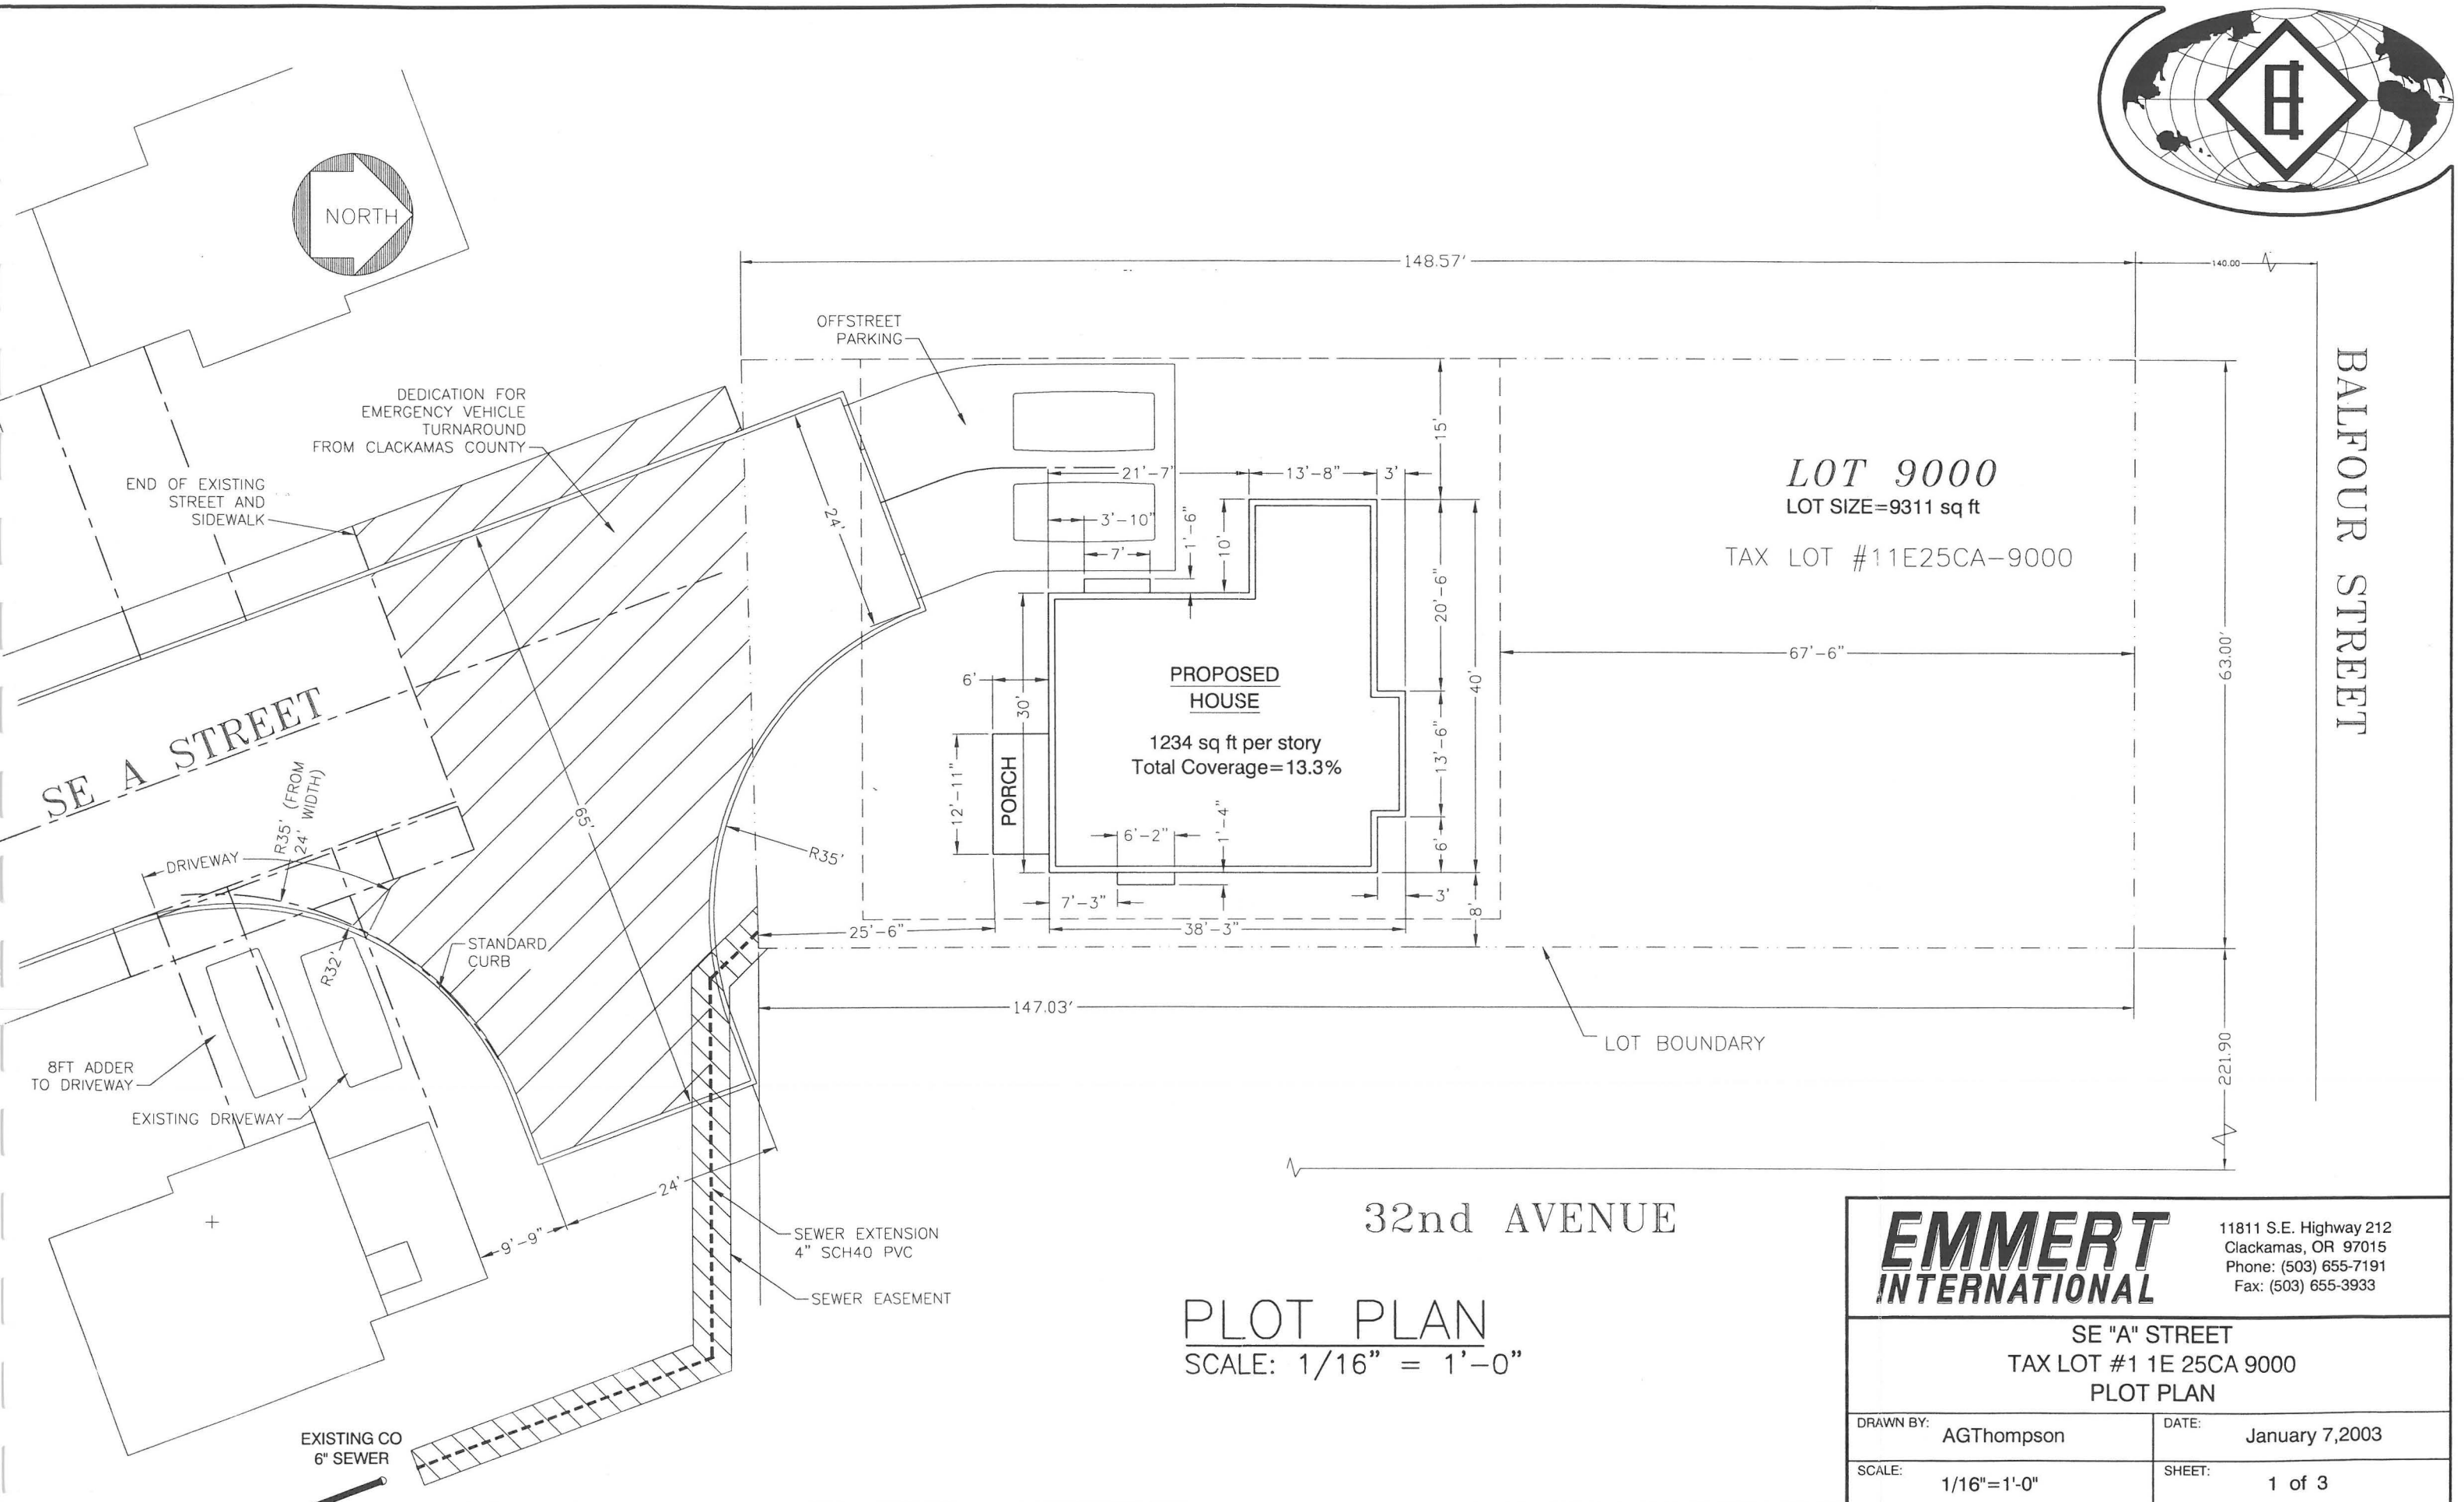 NORTH
148.57'
140.00
OFFSTREET
PARKING
DEDICATION FOR
EMERGENCY VEHICLE
TURNAROUND
FROM CLACKAMAS COUNTY
END OF EXISTING
STREET AND
SIDEWALK
24'
21'-7"
13'-8"
3'
15'
3'-10"
1'-6"
7'
10'
LOT 9000
LOT SIZE=9311 sq ft
TAX LOT #11E25CA-9000
BALFOUR STREET
20'-6"
40'
67'-6"
63.00'
6'
30'
PROPOSED
HOUSE
1234 sq ft per story
Total Coverage=13.3%
13'-6"
12'-11"
PORCH
6'-2"
1'-4"
6'
SE A STREET
R35' (FROM
24' WIDTH)
DRIVEWAY
65'
R35'
7'-3"
3'
8'
25'-6"
38'-3"
STANDARD
CURB
R32'
147.03'
LOT BOUNDARY
221.90
8FT ADDER
TO DRIVEWAY
EXISTING DRIVEWAY
24'
9'-9"
SEWER EXTENSION
4" SCH40 PVC
SEWER EASEMENT
32nd AVENUE
PLOT PLAN
SCALE: 1/16" = 1'-0"
EXISTING CO
6" SEWER
EMMERT
INTERNATIONAL
11811 S.E. Highway 212
Clackamas, OR 97015
Phone: (503) 655-7191
Fax: (503) 655-3933
SE "A" STREET
TAX LOT #1 1E 25CA 9000
PLOT PLAN
DRAWN BY: AGThompson
DATE: January 7,2003
SCALE: 1/16"=1'-0"
SHEET: 1 of 3